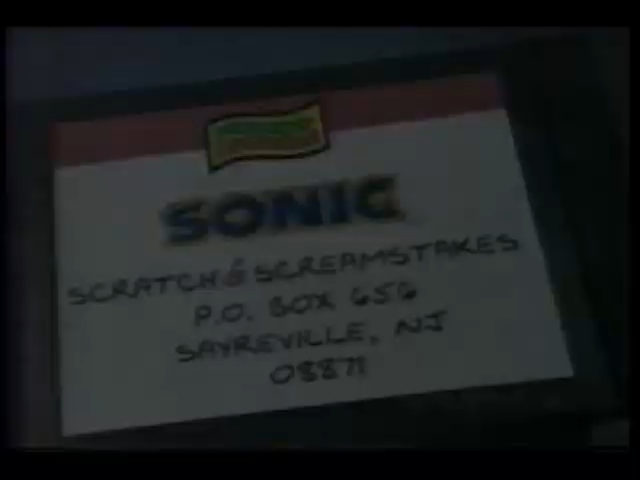 SONIC
SCRATCH & SCREAMSTAKES
P.O. BOX 656
SAYREVILLE, NJ
08871